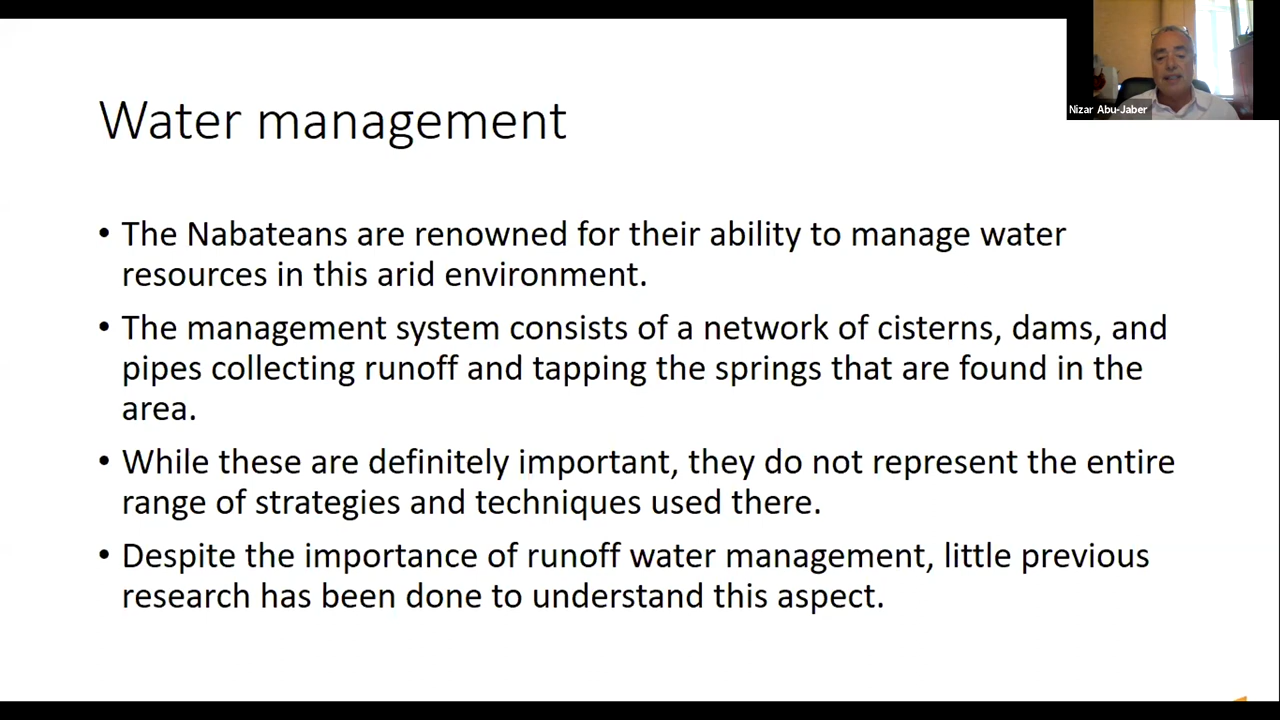 Nizar Abu-Jaber
Water management
• The Nabateans are renowned for their ability to manage water
resources in this arid environment.
• The management system consists of a network of cisterns, dams, and
pipes collecting runoff and tapping the springs that are found in the
area.
• While these are definitely important, they do not represent the entire
range of strategies and techniques used there.
• Despite the importance of runoff water management, little previous
research has been done to understand this aspect.